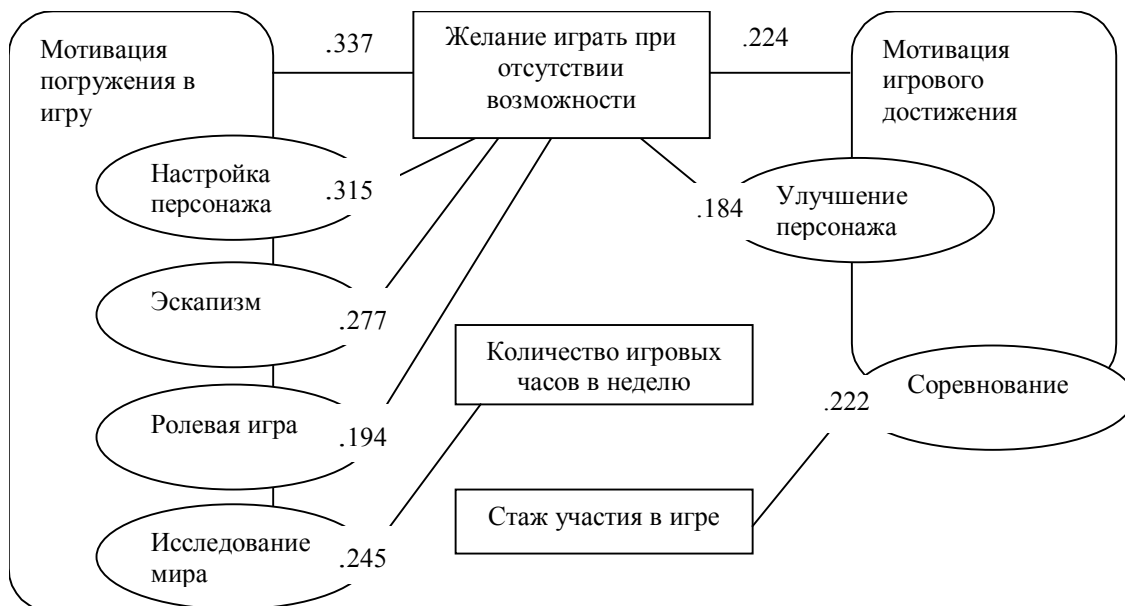 Мотивация
погружения в
игру
.337
Желание играть при
отсутствии
возможности
.224
Мотивация
игрового
достижения
Настройка
персонажа
.315
.184
Улучшение
персонажа
Эскапизм
.277
Количество игровых
часов в неделю
Соревнование
.222
Ролевая игра
.194
Стаж участия в игре
Исследование
мира
.245